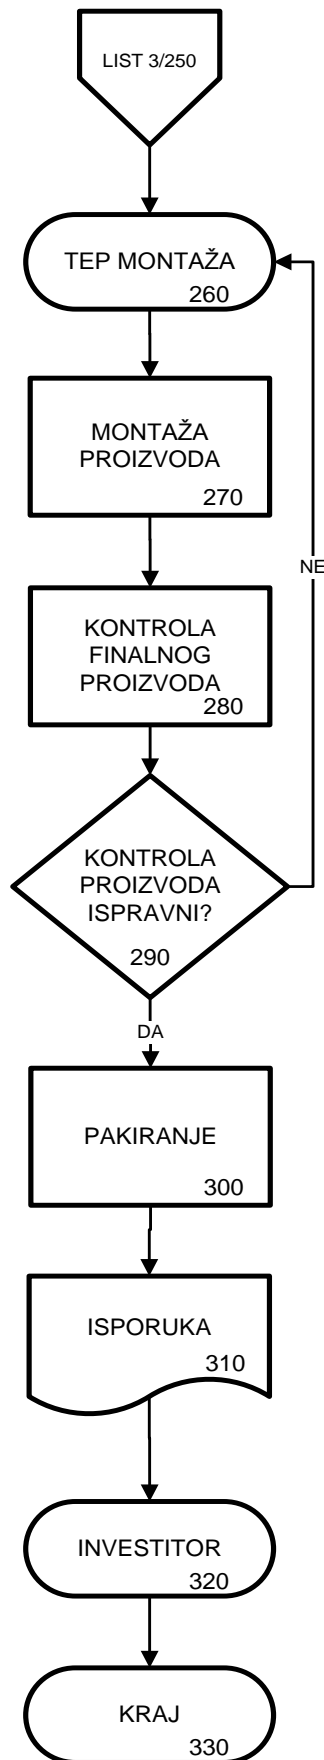 LIST 3/250
TEP MONTAŽA
260
MONTAŽA
PROIZVODA
270
NE
KONTROLA
FINALNOG
PROIZVODA
280
KONTROLA
PROIZVODA
ISPRAVNI?
290
DA
PAKIRANJE
300
ISPORUKA
310
INVESTITOR
320
KRAJ
330